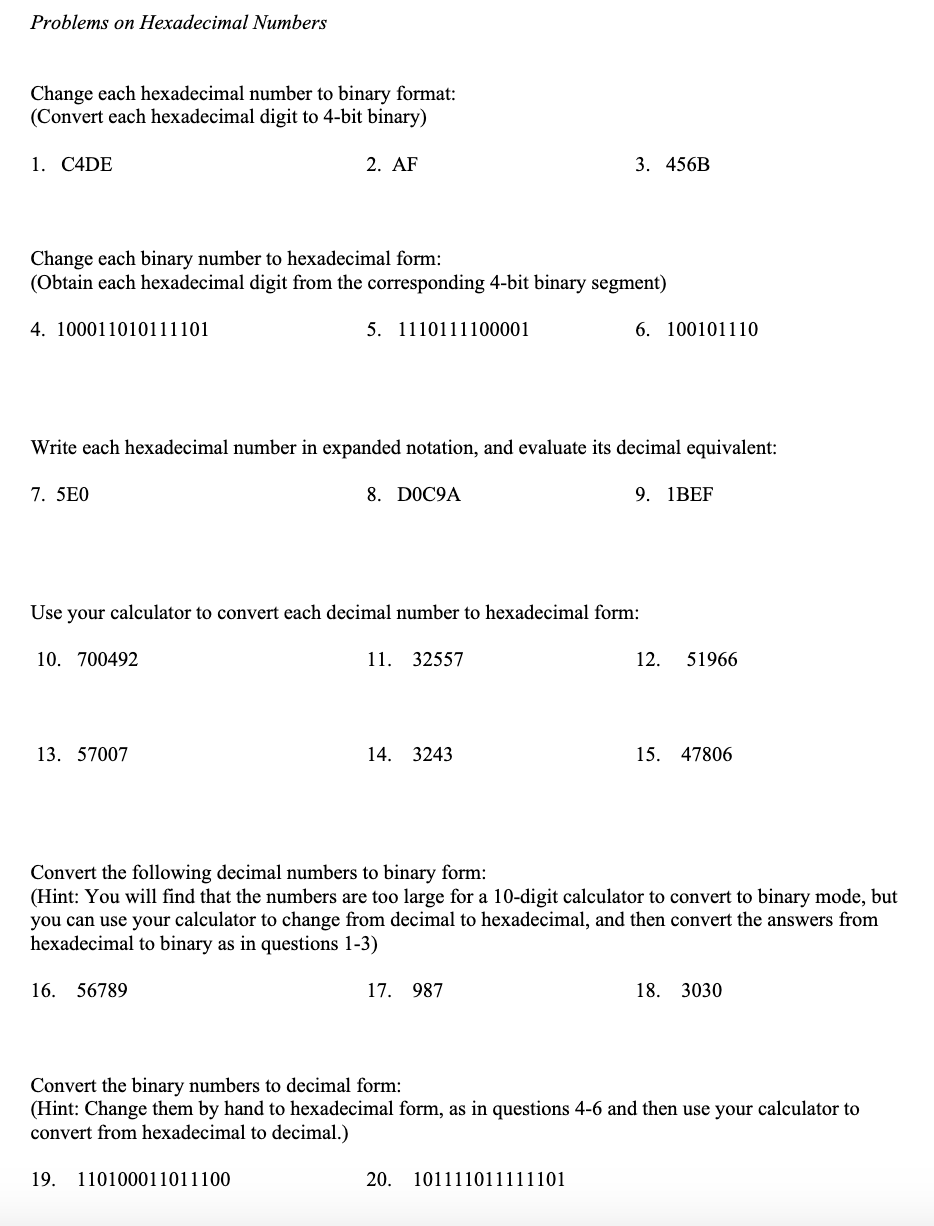 Problems on Hexadecimal Numbers
Change each hexadecimal number to binary format:
(Convert each hexadecimal digit to 4-bit binary)
1. C4DE 2. AF 3. 456B
Change each binary number to hexadecimal form:
(Obtain each hexadecimal digit from the corresponding 4-bit binary segment)
4. 100011010111101 5. 1110111100001 6. 100101110
Write each hexadecimal number in expanded notation, and evaluate its decimal equivalent:
7. 5E0 8. D0C9A 9. 1BEF
Use your calculator to convert each decimal number to hexadecimal form:
10. 700492 11. 32557 12. 51966
13. 57007 14. 3243 15. 47806
Convert the following decimal numbers to binary form:
(Hint: You will find that the numbers are too large for a 10-digit calculator to convert to binary mode, but
you can use your calculator to change from decimal to hexadecimal, and then convert the answers from
hexadecimal to binary as in questions 1-3)
16. 56789 17. 987 18. 3030
Convert the binary numbers to decimal form:
(Hint: Change them by hand to hexadecimal form, as in questions 4-6 and then use your calculator to
convert from hexadecimal to decimal.)
19. 110100011011100 20. 101111011111101